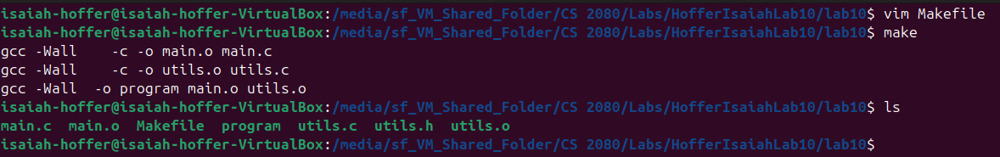 isaiah-hoffer@isaiah-hoffer-VirtualBox:/media/sf_VM_Shared_Folder/CS 2080/Labs/HofferIsaiahLab10/lab10$ vim Makefile
isaiah-hoffer@isaiah-hoffer-VirtualBox:/media/sf_VM_Shared_Folder/CS 2080/Labs/HofferIsaiahLab10/lab10$ make
gcc -Wall    -c -o main.o main.c
gcc -Wall    -c -o utils.o utils.c
gcc -Wall  -o program main.o utils.o
isaiah-hoffer@isaiah-hoffer-VirtualBox:/media/sf_VM_Shared_Folder/CS 2080/Labs/HofferIsaiahLab10/lab10$ ls
main.c  main.o  Makefile  program  utils.c  utils.h  utils.o
isaiah-hoffer@isaiah-hoffer-VirtualBox:/media/sf_VM_Shared_Folder/CS 2080/Labs/HofferIsaiahLab10/lab10$